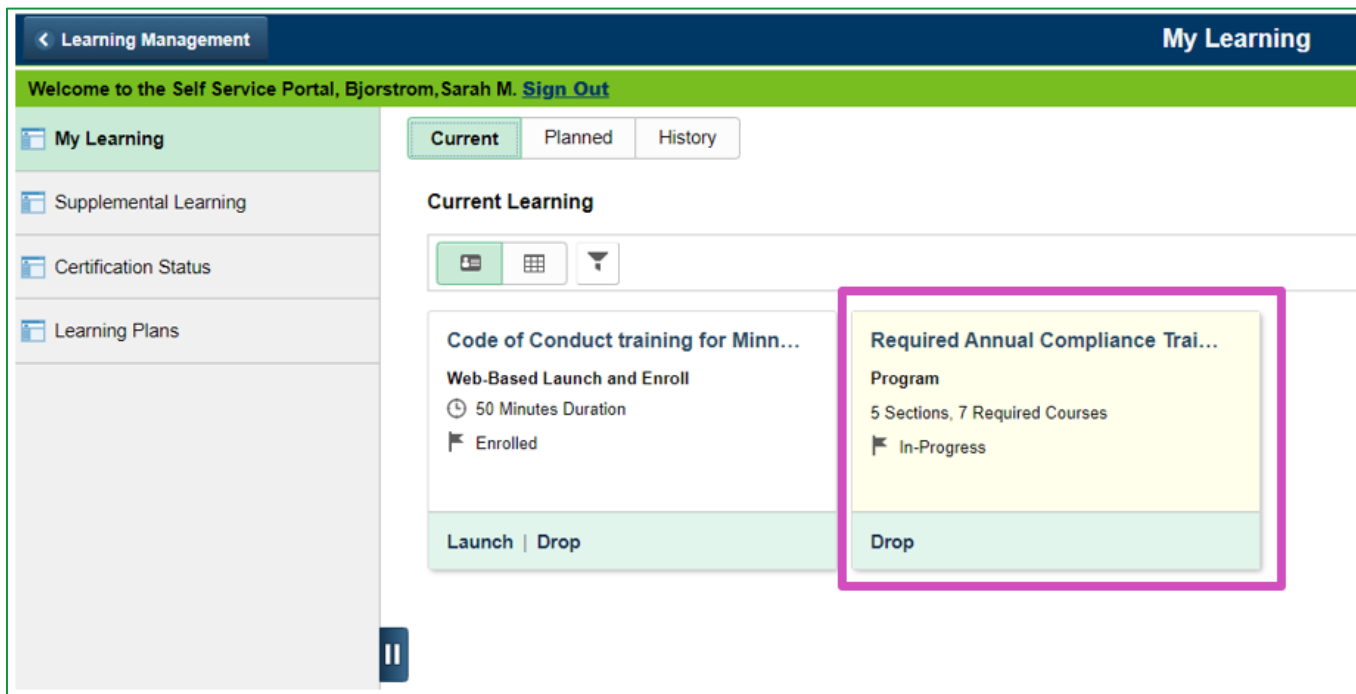 Learning Management
My Learning
Welcome to the Self Service Portal, Bjorstrom,Sarah M. Sign Out
My Learning
Supplemental Learning
Certification Status
Learning Plans
Current Planned History
Current Learning
Code of Conduct training for Minn...
Web-Based Launch and Enroll
50 Minutes Duration
Enrolled
Launch | Drop
Required Annual Compliance Trai...
Program
5 Sections, 7 Required Courses
In-Progress
Drop